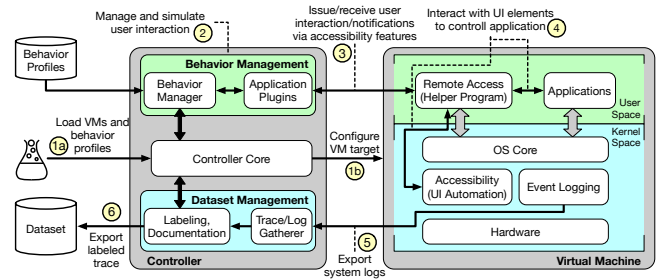 Manage and simulate
user interaction
2
Issue/receive user
interaction/notifications
via accessibility features
3
Interact with UI elements
to controll application
4
Behavior
Profiles
Behavior Management
Behavior
Manager
Application
Plugins
Remote Access
(Helper Program)
Applications
User
Space
Kernel
Space
Load VMs and
behavior
profiles
1a
Controller Core
Configure
VM target
1b
OS Core
Accessibility
(UI Automation)
Event Logging
Hardware
Dataset Management
Labeling,
Documentation
Trace/Log
Gatherer
6
Export
labeled
trace
Dataset
5
Export
system logs
Controller
Virtual Machine